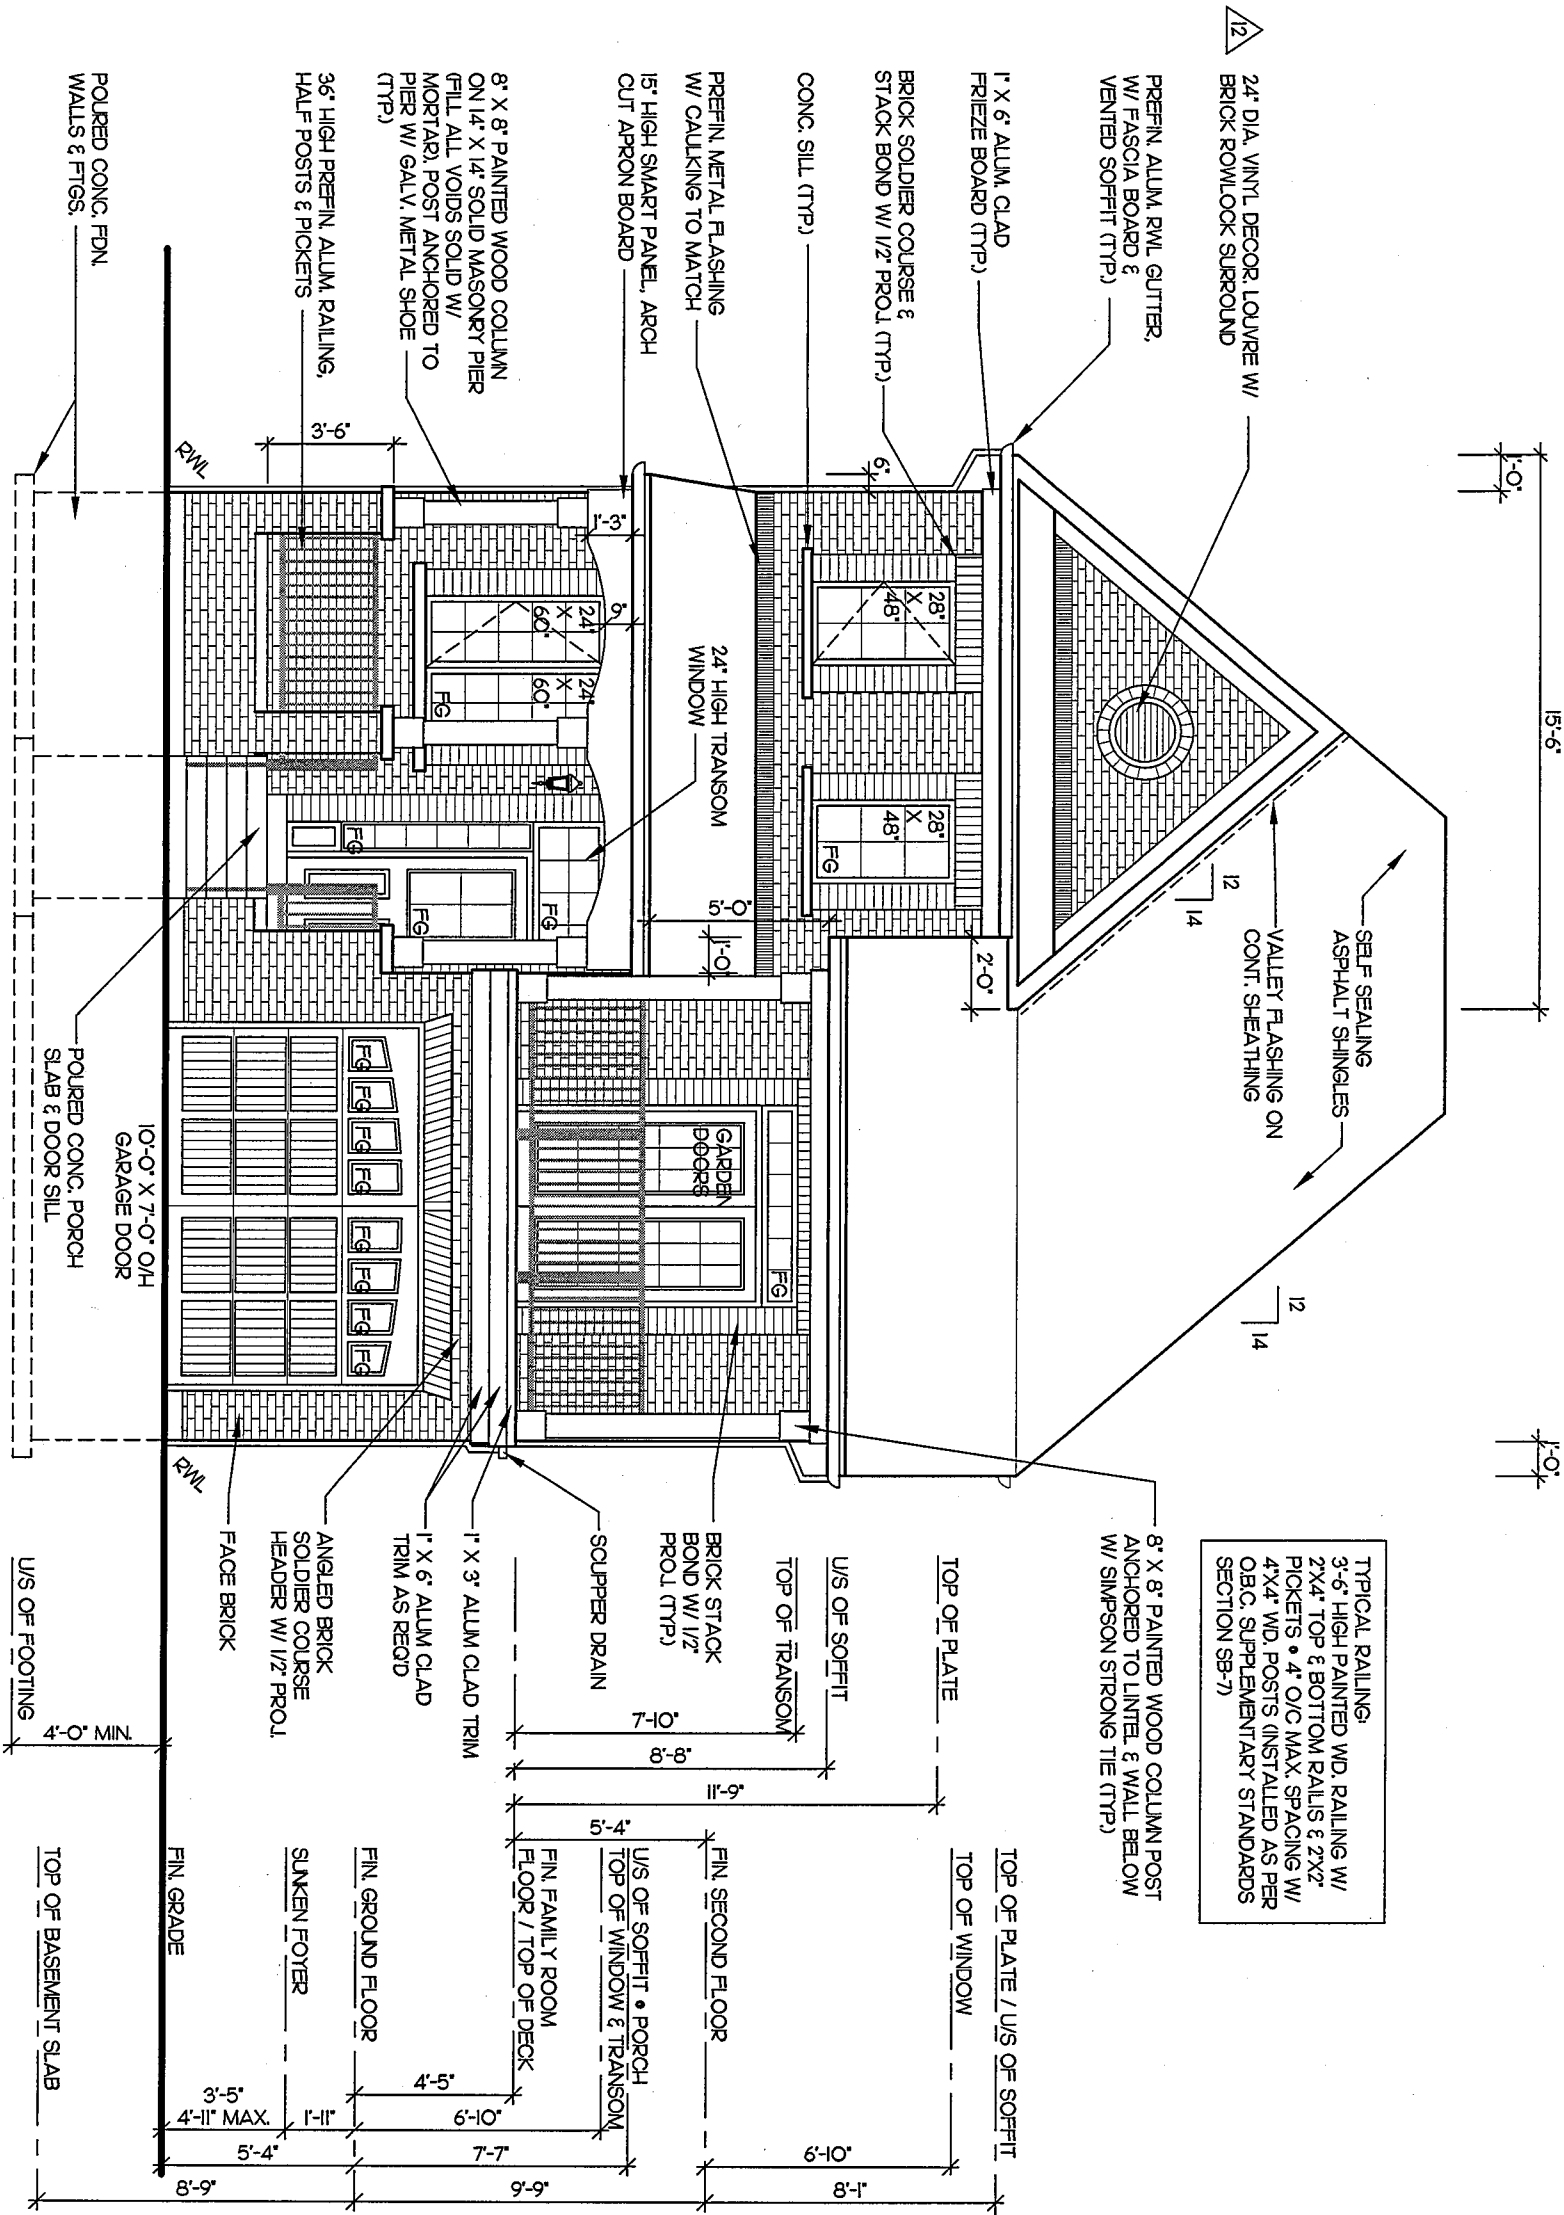 15'-6"
1'-0"
1'-0"
12
24" DIA. VINYL DECOR. LOUVRE W/
BRICK ROWLOCK SURROUND
PREFIN. ALUM. RWL GUTTER,
W/ FASCIA BOARD &
VENTED SOFFIT (TYP.)
1" X 6" ALUM. CLAD
FRIEZE BOARD (TYP.)
BRICK SOLDIER COURSE &
STACK BOND W/ 1/2" PROJ. (TYP.)
CONC. SILL (TYP.)
PREFIN. METAL FLASHING
W/ CAULKING TO MATCH
15" HIGH SMART PANEL, ARCH
CUT APRON BOARD
8" X 8" PAINTED WOOD COLUMN
ON 14" X 14" SOLID MASONRY PIER
(FILL ALL VOIDS SOLID W/
MORTAR). POST ANCHORED TO
PIER W/ GALV. METAL SHOE
(TYP.)
36" HIGH PREFIN. ALUM. RAILING,
HALF POSTS & PICKETS
POURED CONC. FDN.
WALLS & FTGS.
SELF SEALING
ASPHALT SHINGLES
VALLEY FLASHING ON
CONT. SHEATHING
12
14
12
14
2'-0"
6"
28"
X
48"
28"
X
48"
FG
5'-0"
1'-0"
24" HIGH TRANSOM
WINDOW
1'-3"
9"
24"
X
60"
24"
X
60"
FG
3'-6"
RWL
FG
FG
FG
GARDEN
DOORS
FG
FG
FG
FG
FG
FG
FG
FG
FG
RWL
POURED CONC. PORCH
SLAB & DOOR SILL
10'-0" X 7'-0" O/H
GARAGE DOOR
TYPICAL RAILING:
3'-6" HIGH PAINTED WD. RAILING W/
2"X4" TOP & BOTTOM RAILIS & 2"X2"
PICKETS @ 4" O/C MAX. SPACING W/
4"X4" WD. POSTS (INSTALLED AS PER
O.B.C. SUPPLEMENTARY STANDARDS
SECTION SB-7)
8" X 8" PAINTED WOOD COLUMN POST
ANCHORED TO LINTEL & WALL BELOW
W/ SIMPSON STRONG TIE (TYP.)
BRICK STACK
BOND W/ 1/2"
PROJ. (TYP.)
SCUPPER DRAIN
1" X 3" ALUM CLAD TRIM
1" X 6" ALUM CLAD
TRIM AS REQ'D
ANGLED BRICK
SOLDIER COURSE
HEADER W/ 1/2" PROJ.
FACE BRICK
TOP OF PLATE
U/S OF SOFFIT
TOP OF TRANSOM
7'-10"
8'-8"
11'-9"
5'-4"
U/S OF FOOTING
4'-0" MIN.
TOP OF PLATE / U/S OF SOFFIT
TOP OF WINDOW
FIN. SECOND FLOOR
U/S OF SOFFIT @ PORCH
TOP OF WINDOW & TRANSOM
FIN. FAMILY ROOM
FLOOR / TOP OF DECK
FIN. GROUND FLOOR
SUNKEN FOYER
FIN. GRADE
TOP OF BASEMENT SLAB
4'-5"
3'-5"
4'-11" MAX.
1'-11"
6'-10"
5'-4"
7'-7"
6'-10"
8'-9"
9'-9"
8'-1"